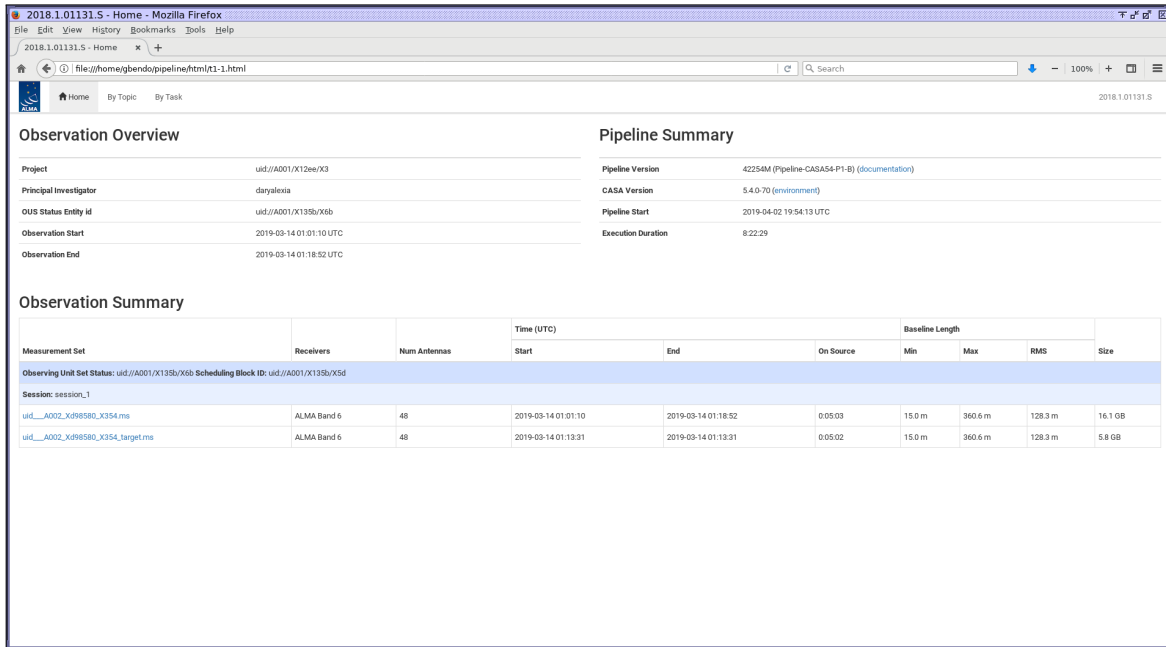 2018.1.01131.S - Home - Mozilla Firefox
File Edit View History Bookmarks Tools Help
2018.1.01131.S - Home × +
file:///home/gbendo/pipeline/html/t1-1.html Search 100%
ALMA Home By Topic By Task 2018.1.01131.S
Observation Overview
Project uid://A001/X12ee/X3
Principal Investigator daryalexia
OUS Status Entity id uid://A001/X135b/X6b
Observation Start 2019-03-14 01:01:10 UTC
Observation End 2019-03-14 01:18:52 UTC
Pipeline Summary
Pipeline Version 42254M (Pipeline-CASA54-P1-B) (documentation)
CASA Version 5.4.0-70 (environment)
Pipeline Start 2019-04-02 19:54:13 UTC
Execution Duration 8:22:29
Observation Summary
Time (UTC) Baseline Length
Measurement Set Receivers Num Antennas Start End On Source Min Max RMS Size
Observing Unit Set Status: uid://A001/X135b/X6b Scheduling Block ID: uid://A001/X135b/X5d
Session: session_1
uid___A002_Xd98580_X354.ms ALMA Band 6 48 2019-03-14 01:01:10 2019-03-14 01:18:52 0:05:03 15.0 m 360.6 m 128.3 m 16.1 GB
uid___A002_Xd98580_X354_target.ms ALMA Band 6 48 2019-03-14 01:13:31 2019-03-14 01:13:31 0:05:02 15.0 m 360.6 m 128.3 m 5.8 GB